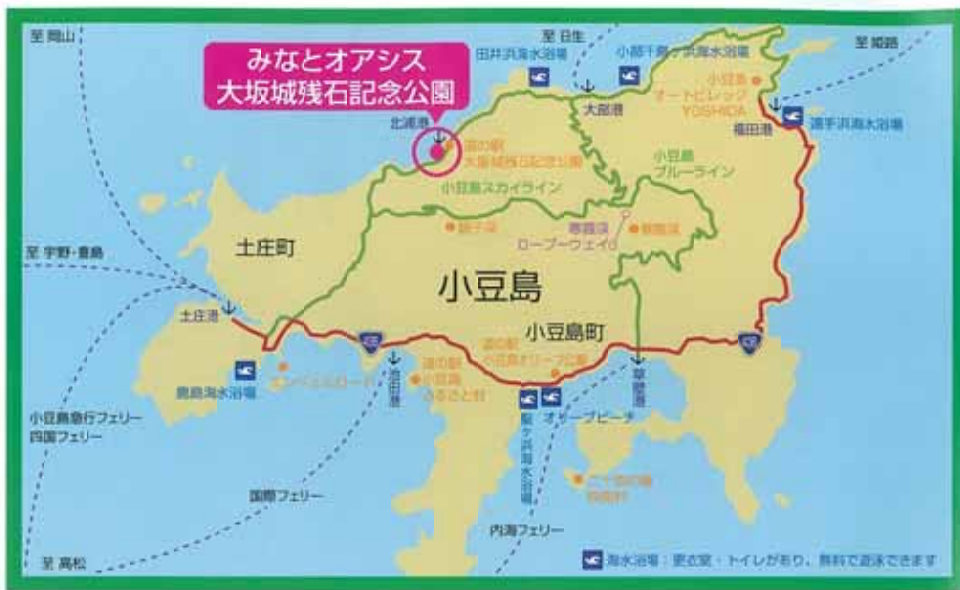 至 岡山
至 日生
至 姫路
みなとオアシス
大坂城残石記念公園
田井浜海水浴場
小部千軒ヶ浜海水浴場
小豆島
オートビレッジ
YOSHIDA
大部港
福田港
北浦港
道の駅
大坂城残石記念公園
小豆島
ブルーライン
小豆島スカイライン
銚子渓
寒霞渓
ロープーウェイ
寒霞渓
土庄町
至 宇野・豊島
小豆島
土庄港
小豆島町
道の駅
小豆島オリーブ公園
鹿島海水浴場
エンジェルロード
池田港
道の駅
小豆島
ふるさと村
草壁港
オリーブビーチ
小豆島急行フェリー
四国フェリー
国際フェリー
内海フェリー
二十四の瞳
映画村
至 高松
海水浴場：更衣室・トイレがあり、無料で遊泳できます